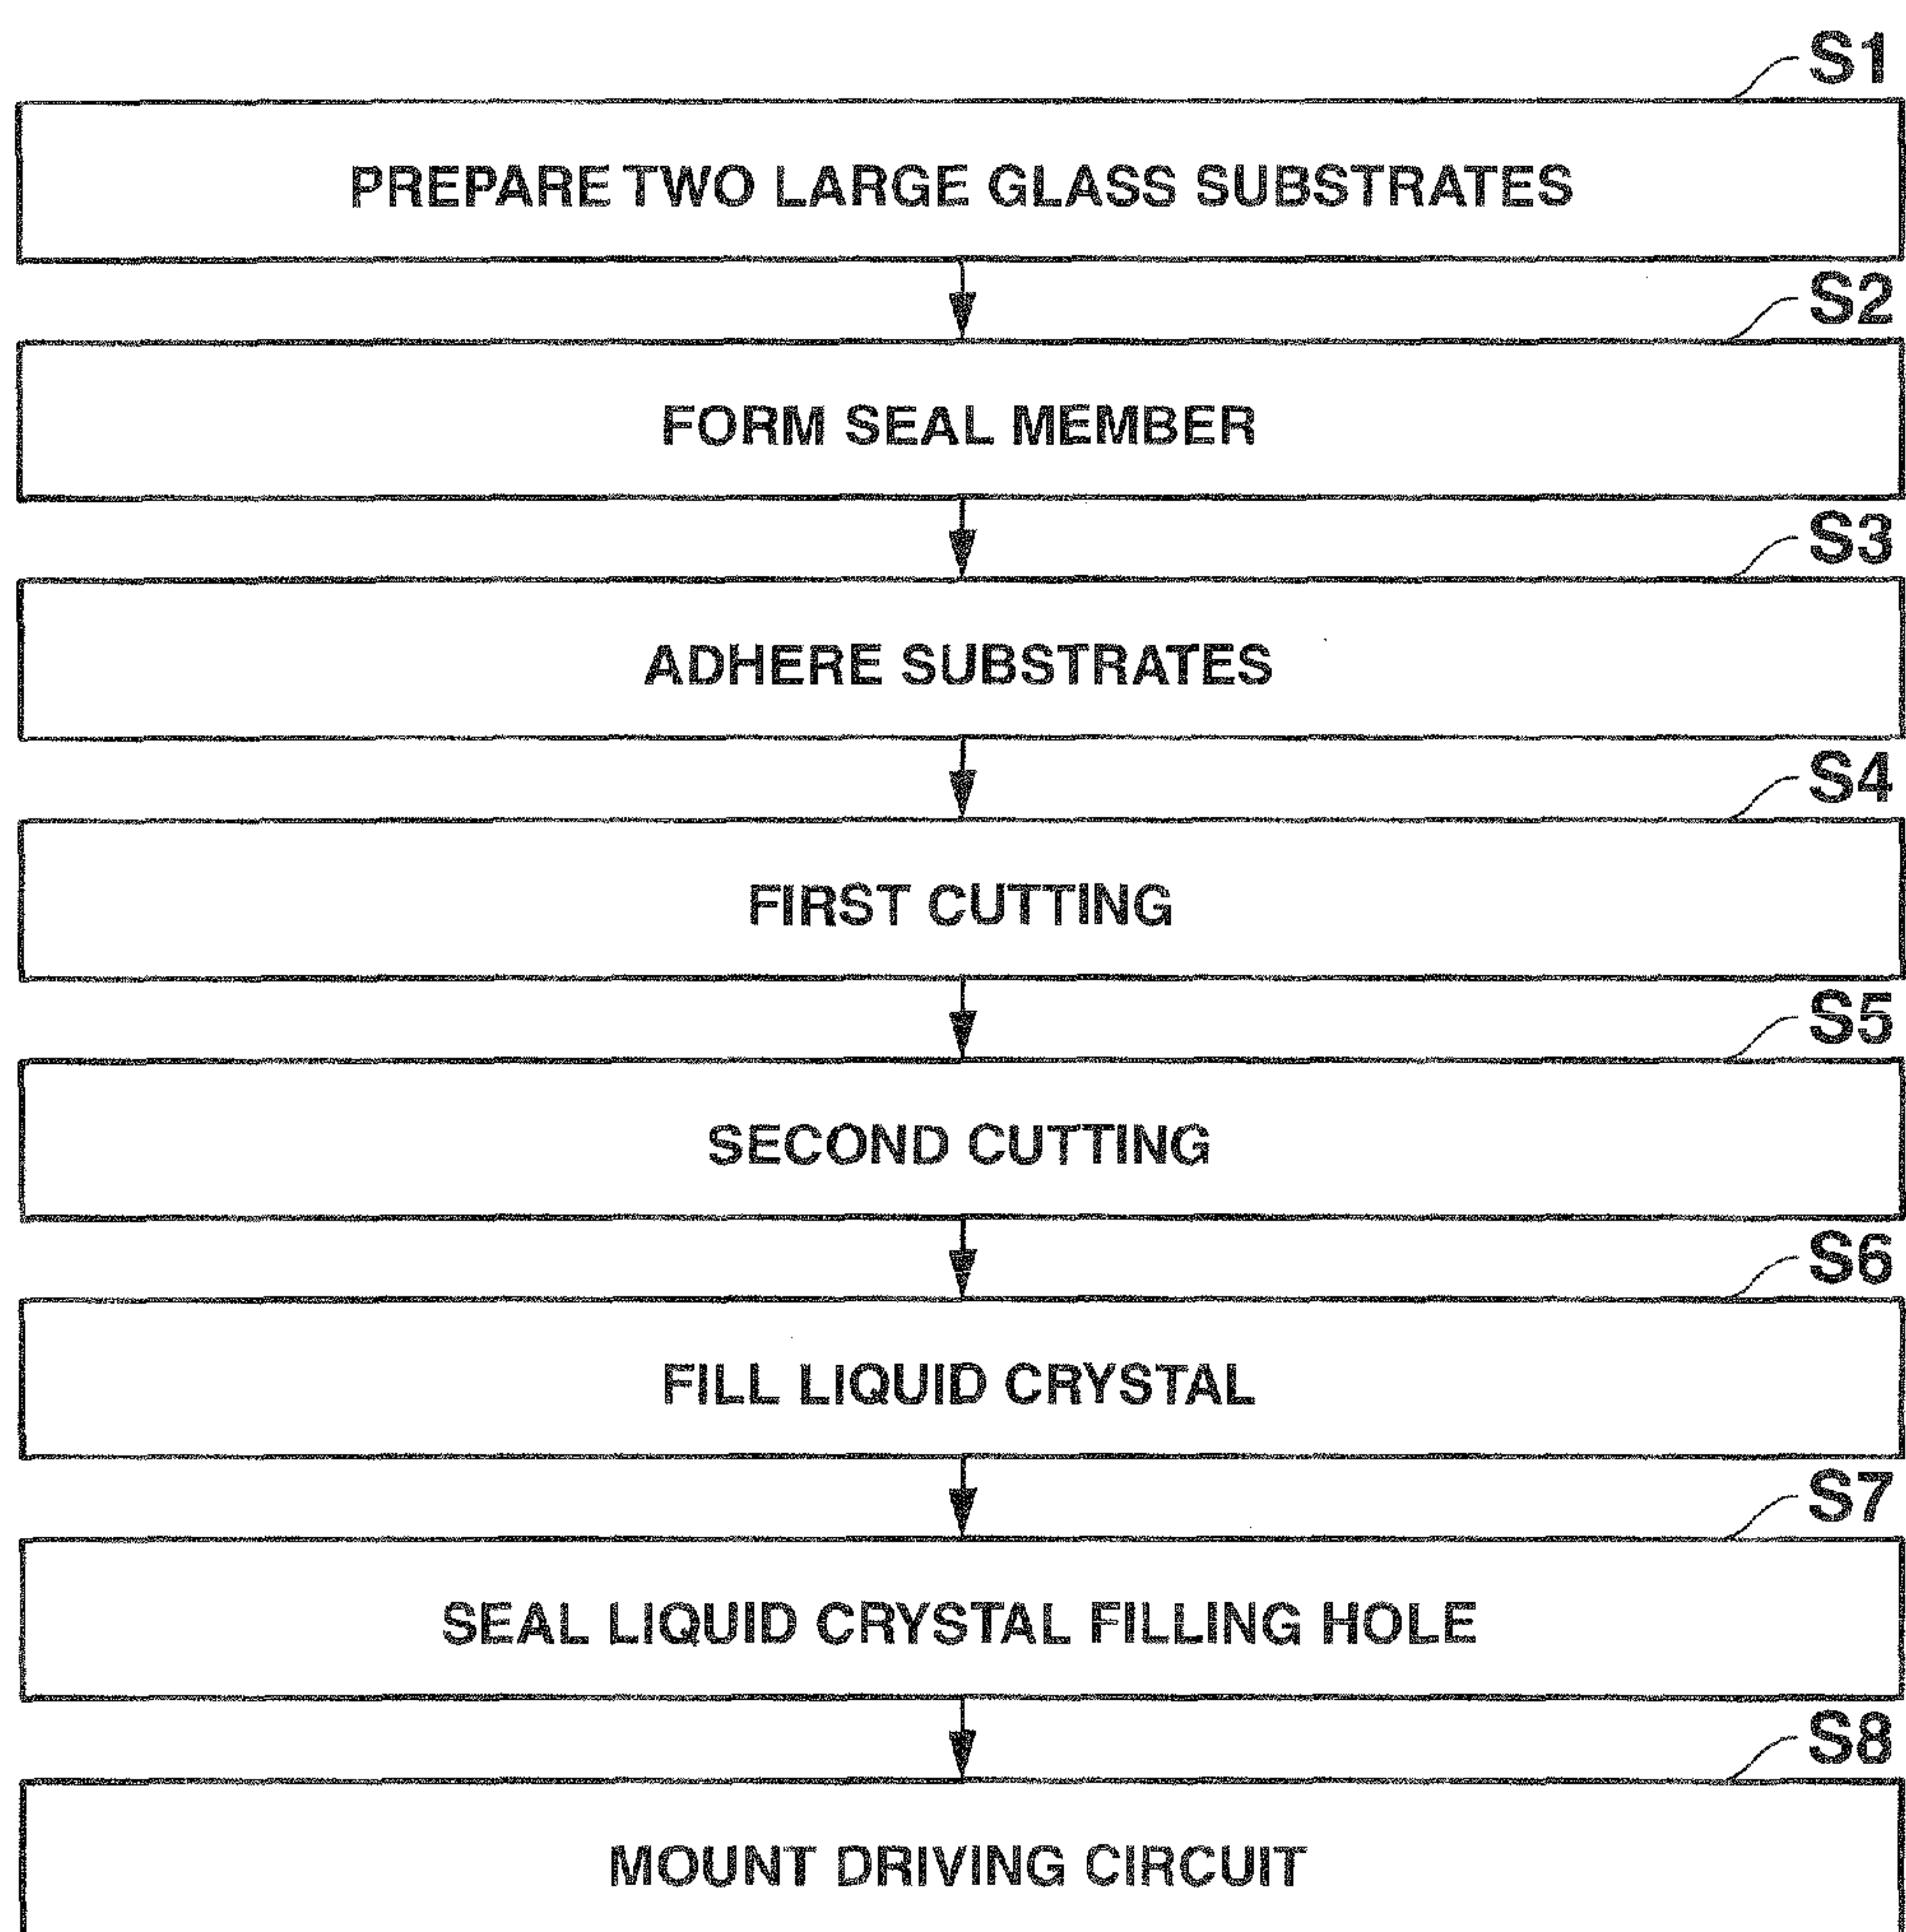 S1
PREPARE TWO LARGE GLASS SUBSTRATES
S2
FORM SEAL MEMBER
S3
ADHERE SUBSTRATES
S4
FIRST CUTTING
S5
SECOND CUTTING
S6
FILL LIQUID CRYSTAL
S7
SEAL LIQUID CRYSTAL FILLING HOLE
S8
MOUNT DRIVING CIRCUIT